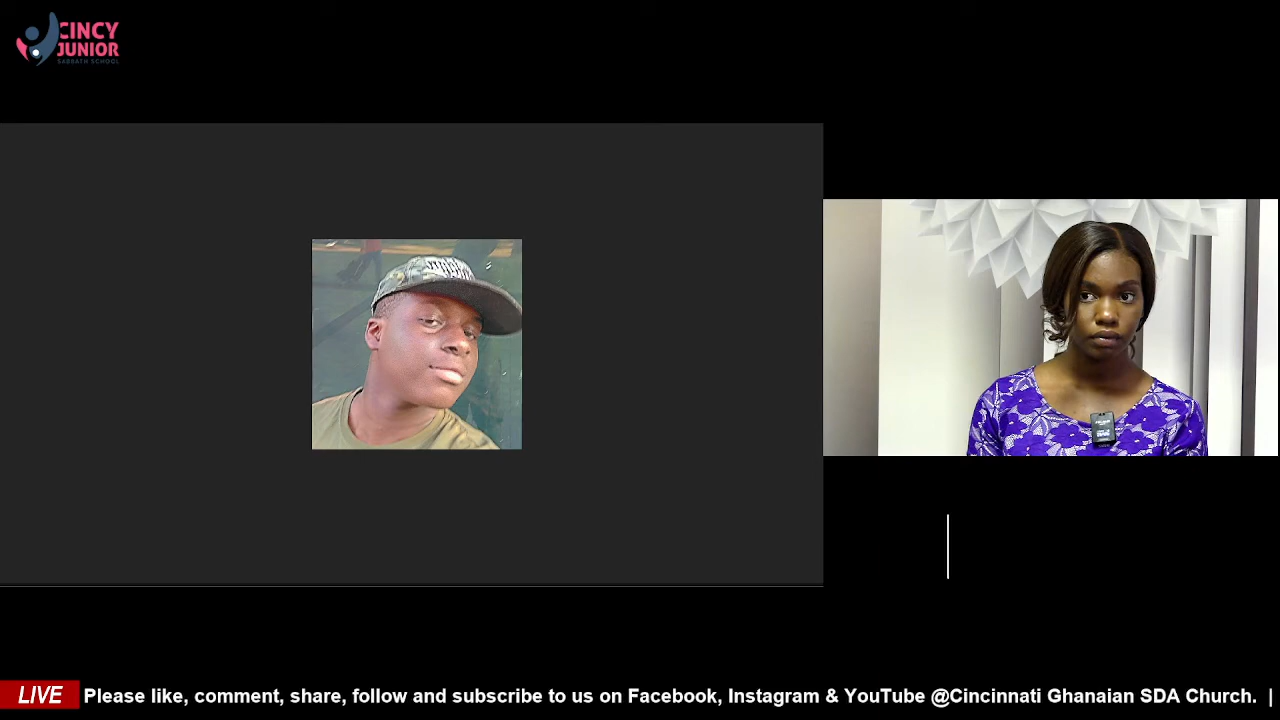 CINCY
JUNIOR
SABBATH SCHOOL
LIVE Please like, comment, share, follow and subscribe to us on Facebook, Instagram & YouTube @Cincinnati Ghanaian SDA Church. |